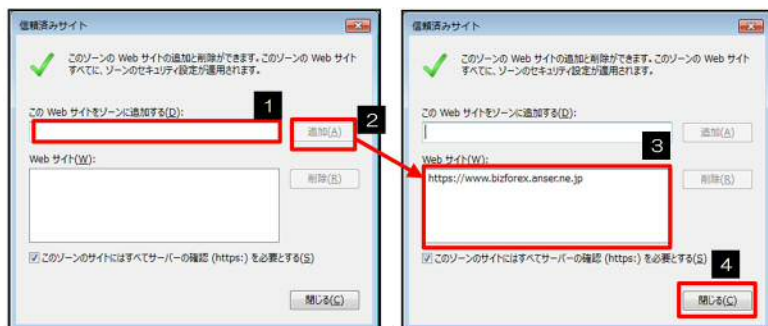 信頼済みサイト
このゾーンの Web サイトの追加と削除ができます。このゾーンの Web サイト
すべてに、ゾーンのセキュリティ設定が適用されます。
1
この Web サイトをゾーンに追加する(D):
2
追加(A)
Web サイト(W):
削除(R)
このゾーンのサイトにはすべてサーバーの確認 (https:) を必要とする(S)
閉じる(C)
信頼済みサイト
このゾーンの Web サイトの追加と削除ができます。このゾーンの Web サイト
すべてに、ゾーンのセキュリティ設定が適用されます。
この Web サイトをゾーンに追加する(D):
追加(A)
3
Web サイト(W):
https://www.bizforex.anser.ne.jp
削除(R)
このゾーンのサイトにはすべてサーバーの確認 (https:) を必要とする(S)
4
閉じる(C)